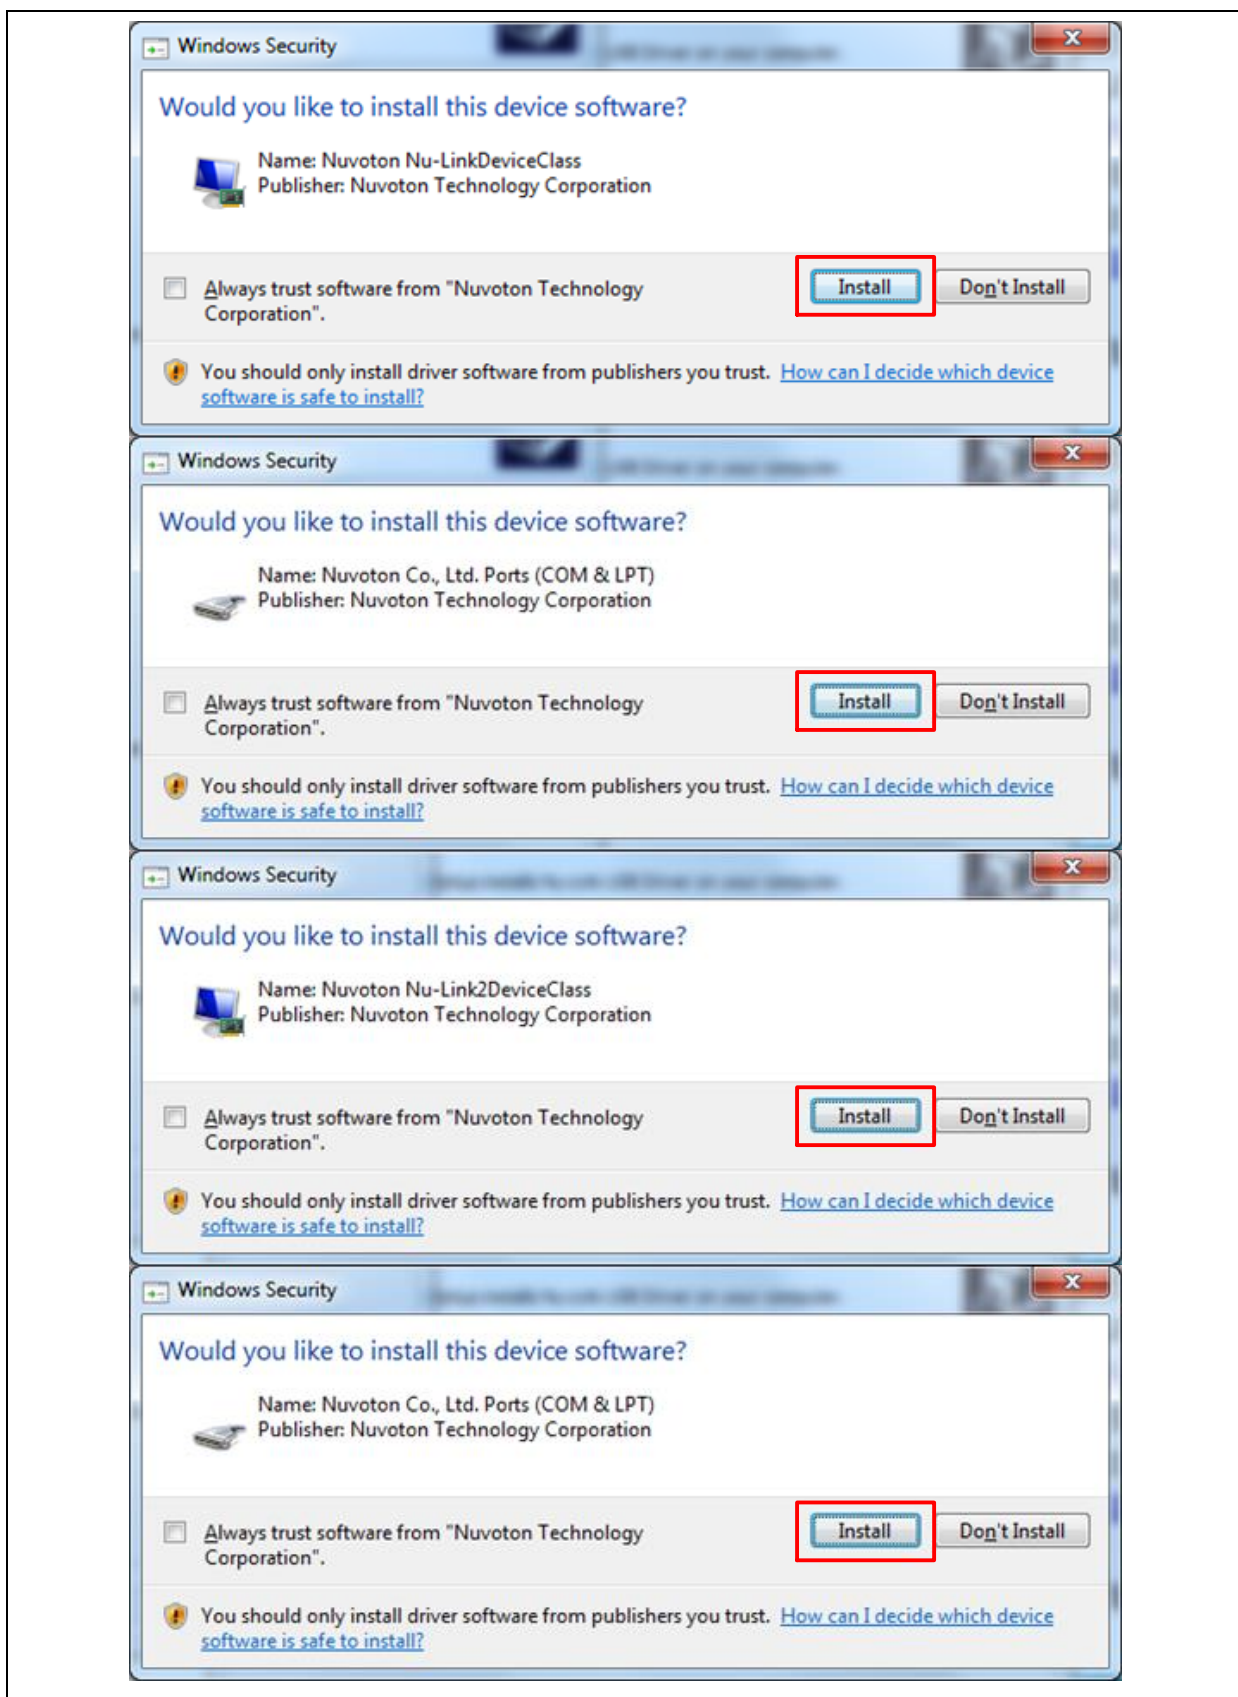 Windows Security
Would you like to install this device software?
Name: Nuvoton Nu-LinkDeviceClass
Publisher: Nuvoton Technology Corporation
Always trust software from "Nuvoton Technology
Corporation".
Install
Don't Install
You should only install driver software from publishers you trust. How can I decide which device
software is safe to install?
Windows Security
Would you like to install this device software?
Name: Nuvoton Co., Ltd. Ports (COM & LPT)
Publisher: Nuvoton Technology Corporation
Always trust software from "Nuvoton Technology
Corporation".
Install
Don't Install
You should only install driver software from publishers you trust. How can I decide which device
software is safe to install?
Windows Security
Would you like to install this device software?
Name: Nuvoton Nu-Link2DeviceClass
Publisher: Nuvoton Technology Corporation
Always trust software from "Nuvoton Technology
Corporation".
Install
Don't Install
You should only install driver software from publishers you trust. How can I decide which device
software is safe to install?
Windows Security
Would you like to install this device software?
Name: Nuvoton Co., Ltd. Ports (COM & LPT)
Publisher: Nuvoton Technology Corporation
Always trust software from "Nuvoton Technology
Corporation".
Install
Don't Install
You should only install driver software from publishers you trust. How can I decide which device
software is safe to install?